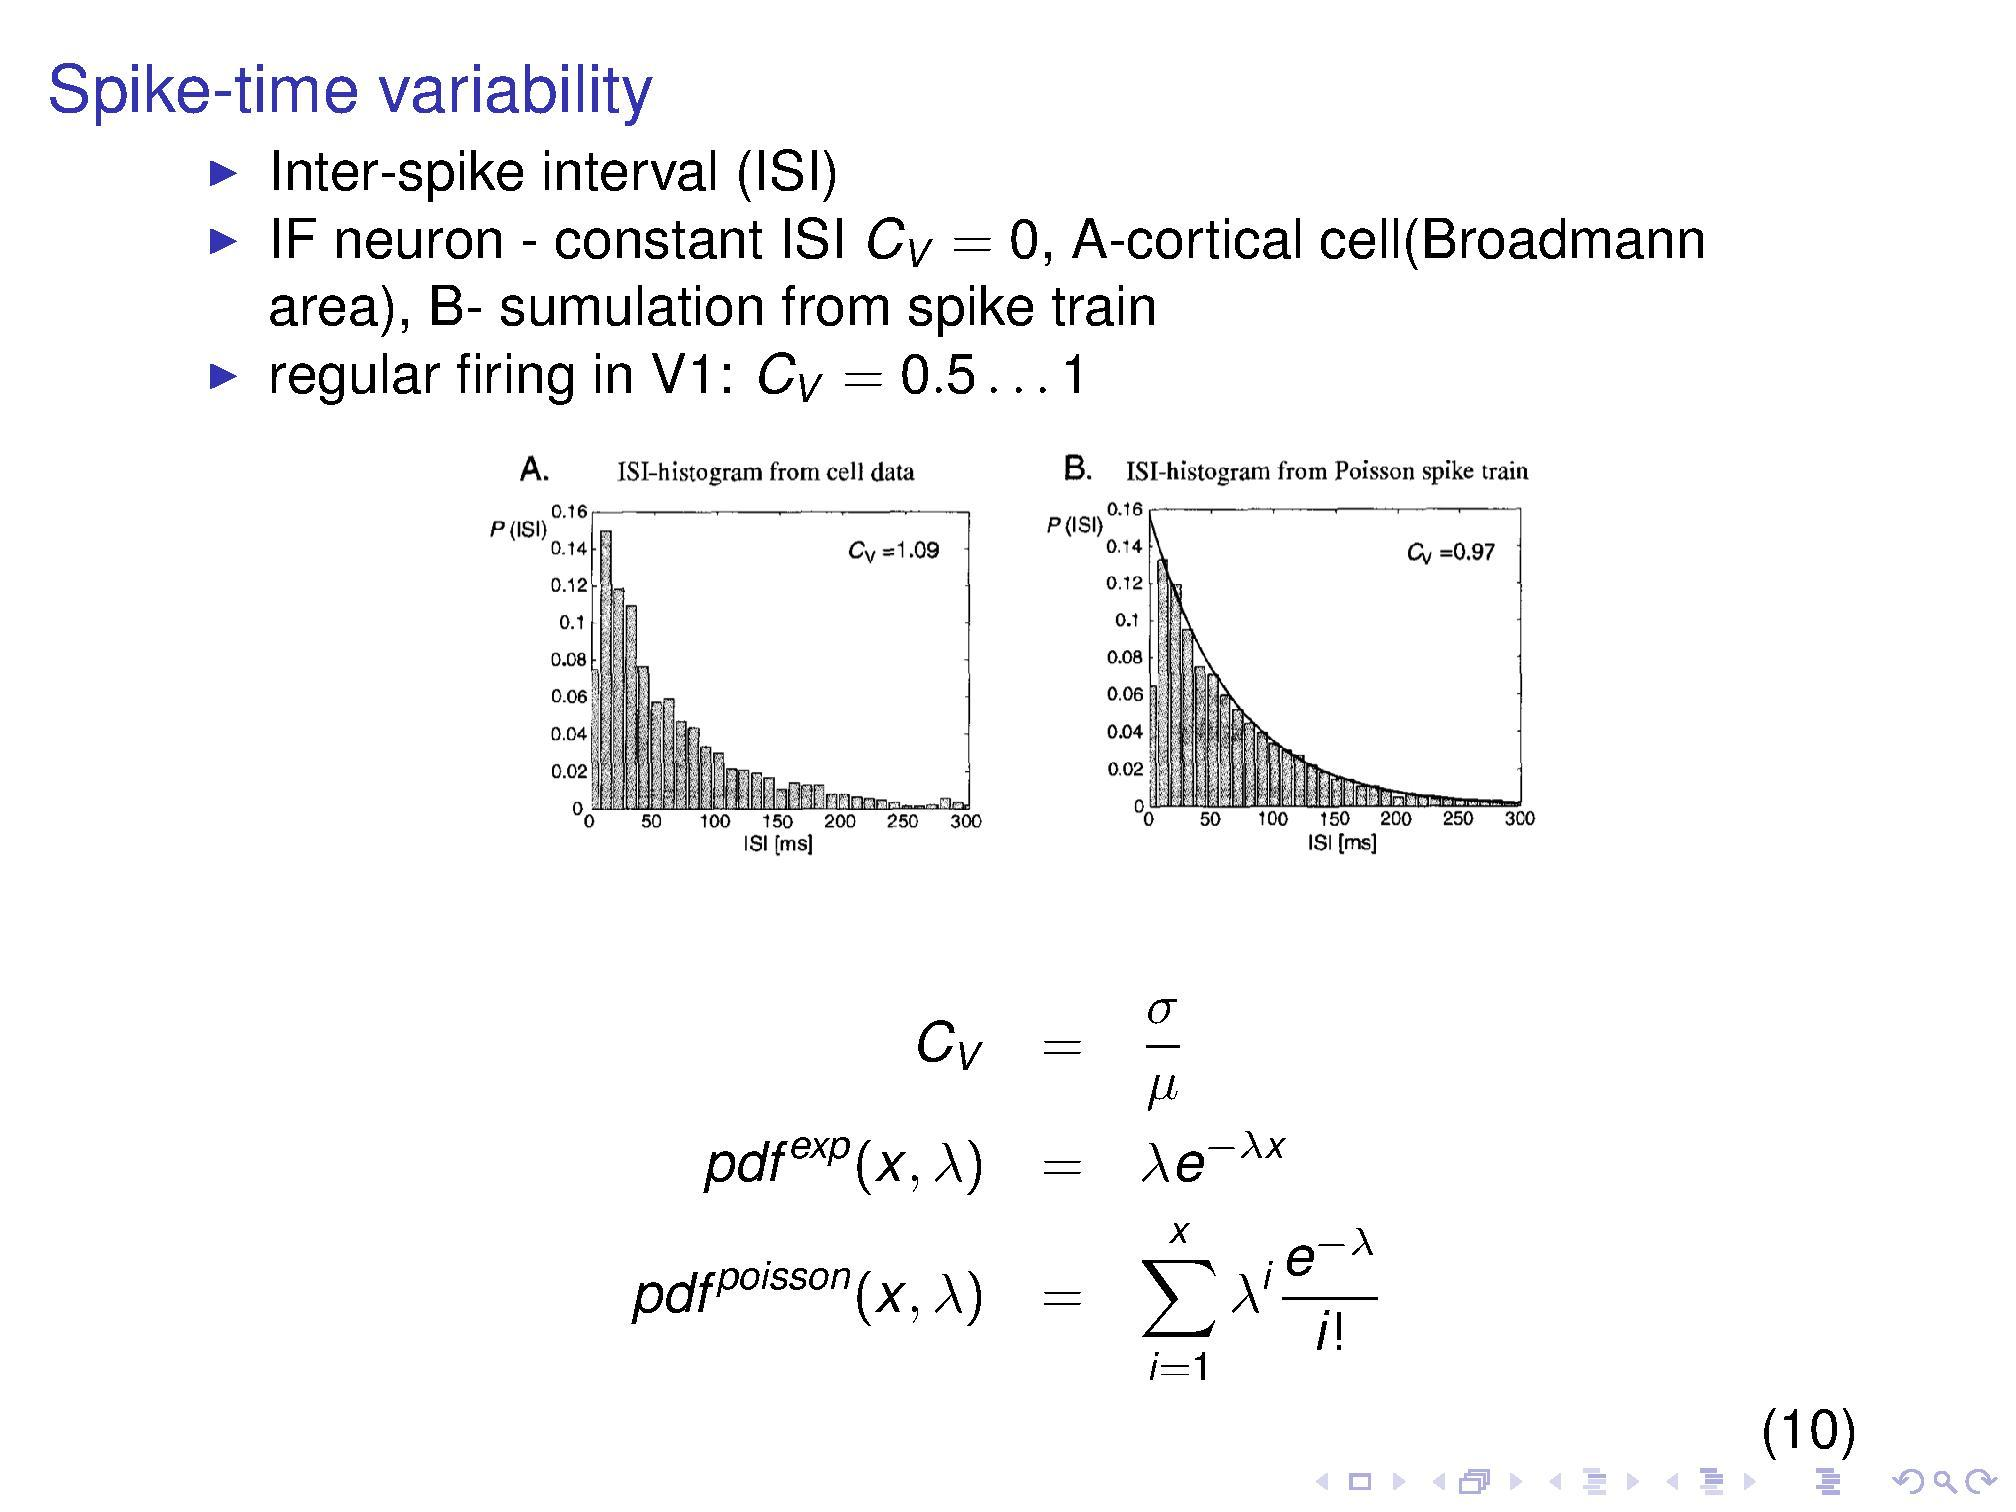 Spike-time variability
▶ Inter-spike interval (ISI)
▶ IF neuron - constant ISI C_V = 0, A-cortical cell(Broadmann
area), B- sumulation from spike train
▶ regular firing in V1: C_V = 0.5 . . . 1
A. ISI-histogram from cell data
P (ISI)
0.16
0.14
0.12
0.1
0.08
0.06
0.04
0.02
0
C_V =1.09
0 50 100 150 200 250 300
ISI [ms]
B. ISI-histogram from Poisson spike train
P (ISI)
0.16
0.14
0.12
0.1
0.08
0.06
0.04
0.02
0
C_V =0.97
0 50 100 150 200 250 300
ISI [ms]
C_V = σ/μ
pdf^exp(x, λ) = λe^{−λx}
pdf^poisson(x, λ) = ∑_{i=1}^{x} λ^i e^{−λ}/i!
(10)